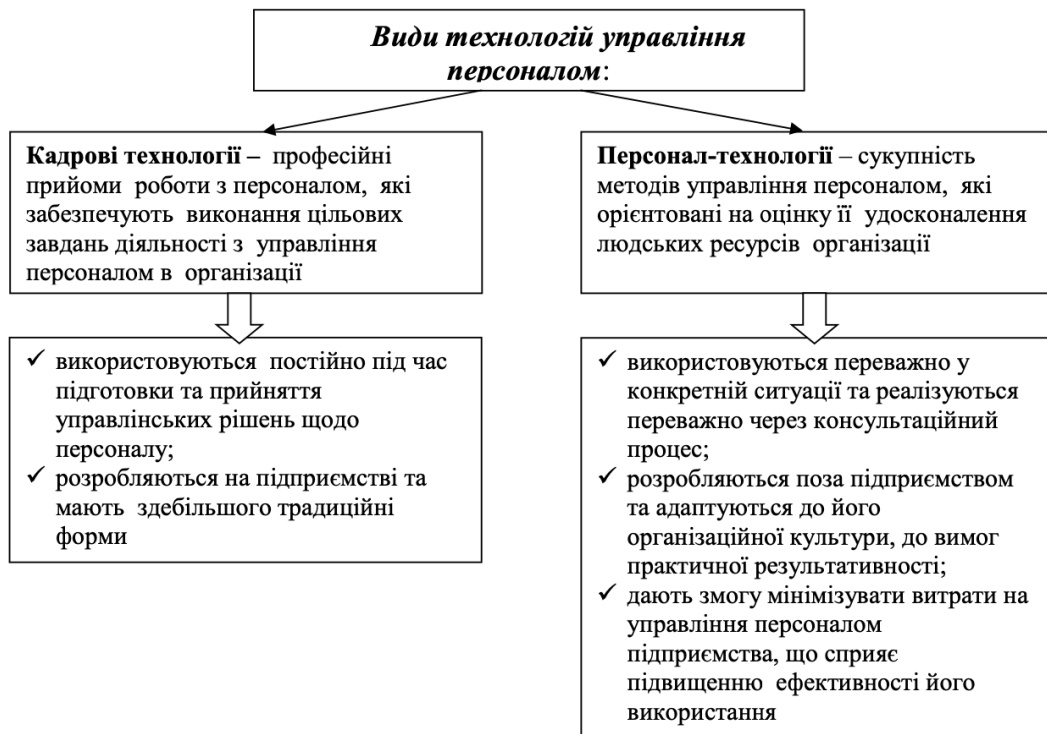 Види технологій управління
персоналом:
Кадрові технології – професійні
прийоми роботи з персоналом, які
забезпечують виконання цільових
завдань діяльності з управління
персоналом в організації
Персонал-технології – сукупність
методів управління персоналом, які
орієнтовані на оцінку її удосконалення
людських ресурсів організації
✓ використовуються постійно під час
підготовки та прийняття
управлінських рішень щодо
персоналу;
✓ розробляються на підприємстві та
мають здебільшого традиційні
форми
✓ використовуються переважно у
конкретній ситуації та реалізуються
переважно через консультаційний
процес;
✓ розробляються поза підприємством
та адаптуються до його
організаційної культури, до вимог
практичної результативності;
✓ дають змогу мінімізувати витрати на
управління персоналом
підприємства, що сприяє
підвищенню ефективності його
використання